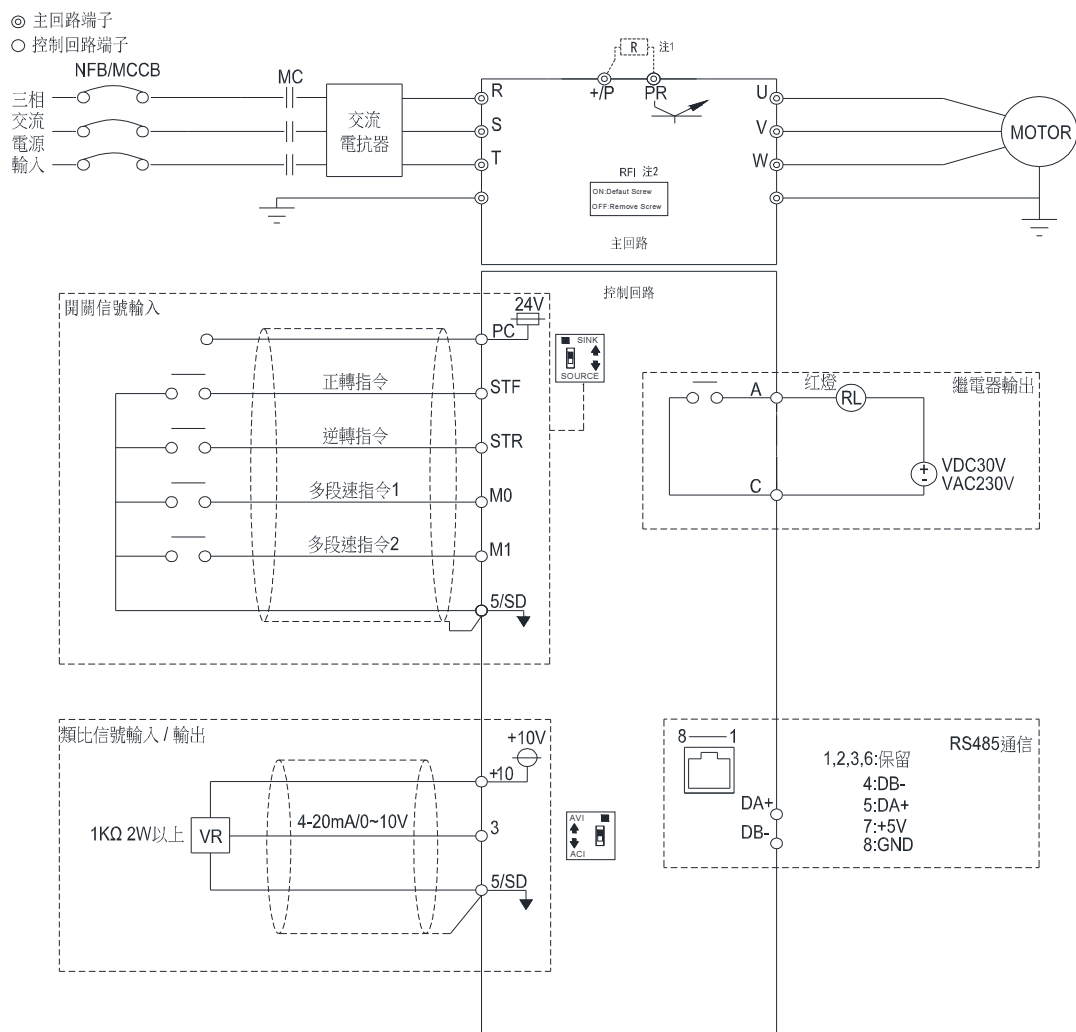 主回路端子
控制回路端子
NFB/MCCB
MC
三相
交流
電源
輸入
交流
電抗器
R
S
T
R 注1
+/P
PR
U
V
W
MOTOR
RFI 注2
ON:Defaut Screw
OFF:Remove Screw
主回路
控制回路
開關信號輸入
24V
PC
SINK
SOURCE
正轉指令
STF
逆轉指令
STR
多段速指令1
M0
多段速指令2
M1
5/SD
繼電器輸出
A
红燈
RL
C
+
-
VDC30V
VAC230V
類比信號輸入 / 輸出
+10V
+10
1KΩ 2W以上
VR
4-20mA/0~10V
3
AVI
ACI
5/SD
RS485通信
8
1
1,2,3,6:保留
4:DB-
5:DA+
7:+5V
8:GND
DA+
DB-